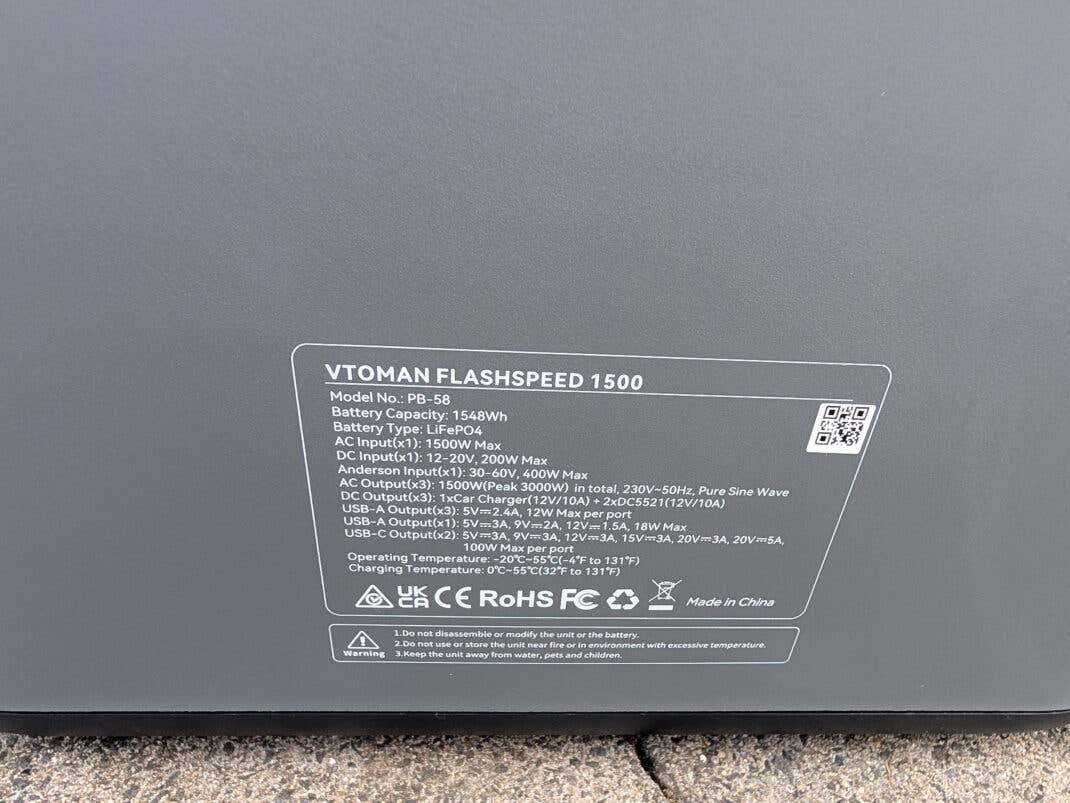 VTOMAN FLASHSPEED 1500
Model No.: PB-58
Battery Capacity: 1548Wh
Battery Type: LiFePO4
AC Input(x1): 1500W Max
DC Input(x1): 12-20V, 200W Max
Anderson Input(x1): 30-60V, 400W Max
AC Output(x3): 1500W(Peak 3000W) in total, 230V~50Hz, Pure Sine Wave
DC Output(x3): 1xCar Charger(12V/10A) + 2xDC5521(12V/10A)
USB-A Output(x3): 5V⎓2.4A, 12W Max per port
USB-A Output(x1): 5V⎓3A, 9V⎓2A, 12V⎓1.5A, 18W Max
USB-C Output(x2): 5V⎓3A, 9V⎓3A, 12V⎓3A, 15V⎓3A, 20V⎓3A, 20V⎓5A,
100W Max per port
Operating Temperature: -20°C~55°C(-4°F to 131°F)
Charging Temperature: 0°C~55°C(32°F to 131°F)
UK CA CE RoHS FC Made in China
Warning
1.Do not disassemble or modify the unit or the battery.
2.Do not use or store the unit near fire or in environment with excessive temperature.
3.Keep the unit away from water, pets and children.